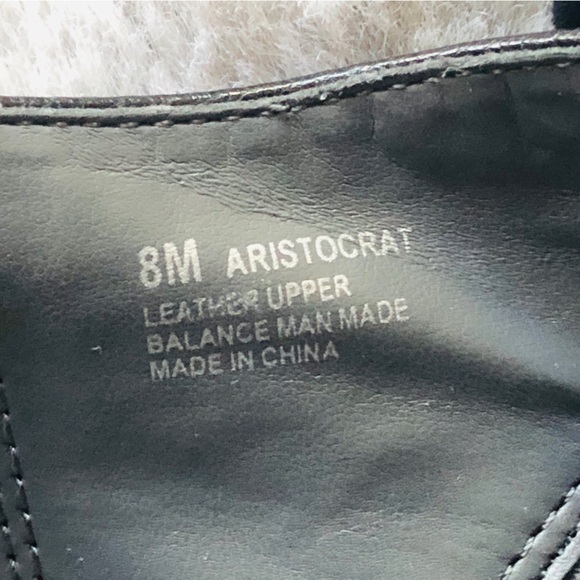 8M ARISTOCRAT
LEATHER UPPER
BALANCE MAN MADE
MADE IN CHINA